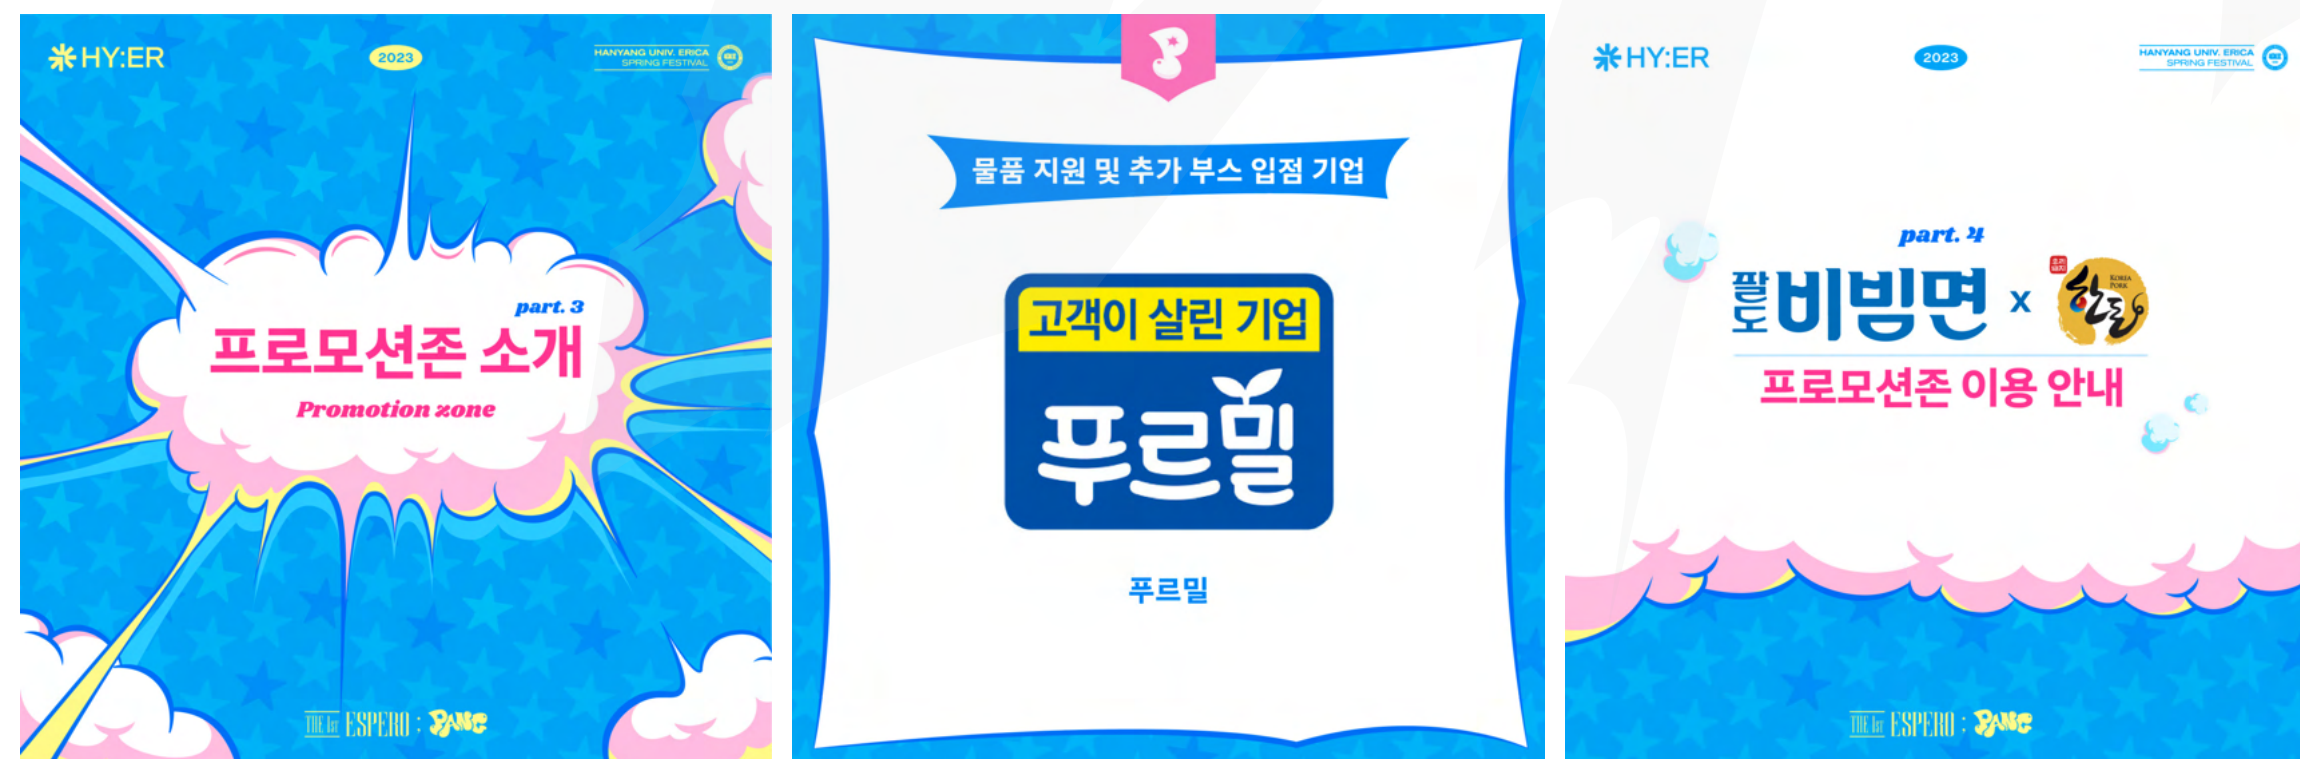 HY:ER
2023
HANYANG UNIV. ERICA
SPRING FESTIVAL
part. 3
프로모션존 소개
Promotion zone
THE 1st ESPERO : PANG
물품 지원 및 추가 부스 입점 기업
고객이 살린 기업
푸르밀
푸르밀
HY:ER
2023
HANYANG UNIV. ERICA
SPRING FESTIVAL
part. 4
팔도 비빔면 x 한돈
KOREA
PORK
프로모션존 이용 안내
THE 1st ESPERO : PANG